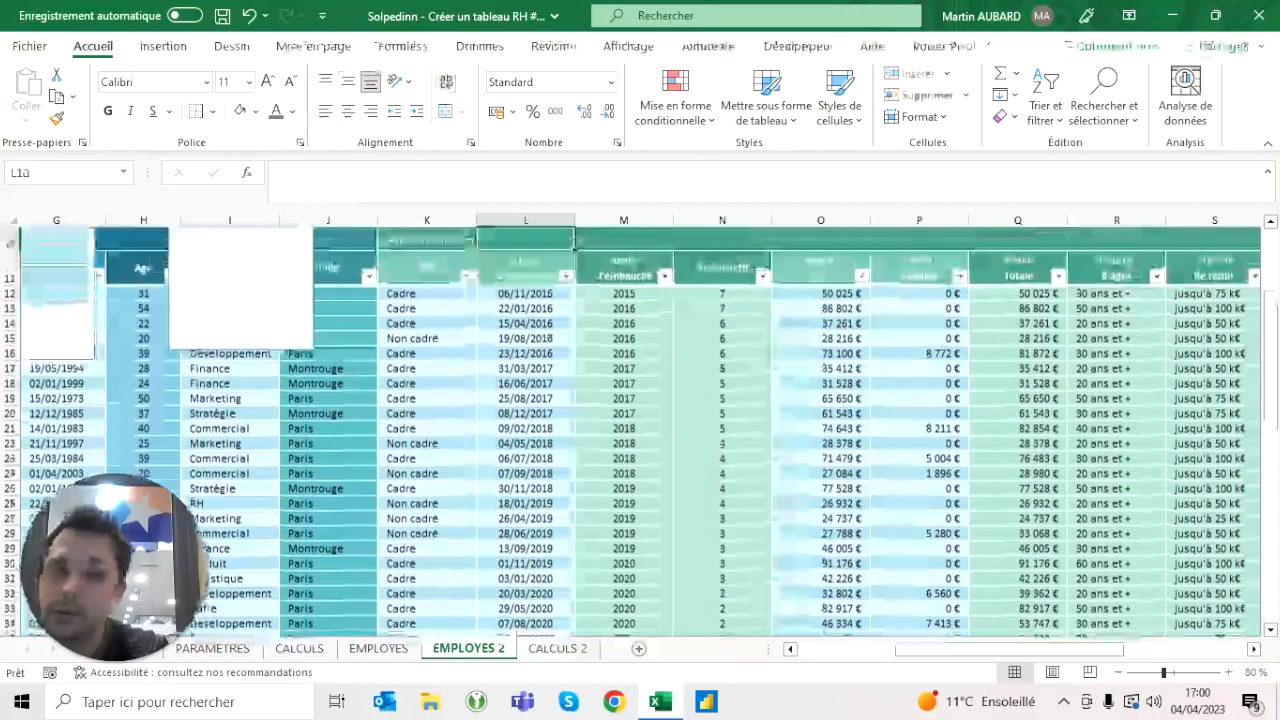 Enregistrement automatique Solpedinn - Créer un tableau RH #... Rechercher Martin AUBARD MA
Fichier Accueil Insertion Dessin Mise en page Formules Données Révision Affichage Automate Développeu Aide Power Pivot Commentaires Partager
Coller
Presse-papiers
Calibri 11
G I S A
Police
Alignement
Standard
% 000
Nombre
Mise en forme conditionnelle
Mettre sous forme de tableau
Styles de cellules
Styles
Insérer
Supprimer
Format
Cellules
Trier et filtrer
Rechercher et sélectionner
Édition
Analyse de données
Analysis
fx
G H I J K L M N O P Q R S
11 Age l'embauche Totale
12 31 Cadre 06/11/2015 2015 7 50 025 € 0 € 50 025 € 30 ans et + jusqu'à 75 k€
13 54 Cadre 22/01/2016 2016 7 86 802 € 0 € 86 802 € 50 ans et + jusqu'à 100 k€
14 22 Cadre 15/04/2016 2016 6 37 261 € 0 € 37 261 € 20 ans et + jusqu'à 50 k€
15 20 Non cadre 19/08/2016 2016 6 28 216 € 0 € 28 216 € 20 ans et + jusqu'à 50 k€
16 39 Développement Paris Cadre 23/12/2016 2016 6 73 100 € 8 772 € 81 872 € 30 ans et + jusqu'à 100 k€
17 19/05/1994 28 Finance Montrouge Cadre 31/03/2017 2017 5 35 412 € 0 € 35 412 € 20 ans et + jusqu'à 50 k€
18 02/01/1999 24 Finance Montrouge Cadre 16/06/2017 2017 5 31 528 € 0 € 31 528 € 20 ans et + jusqu'à 50 k€
19 15/02/1973 50 Marketing Paris Cadre 25/08/2017 2017 5 65 650 € 0 € 65 650 € 50 ans et + jusqu'à 75 k€
20 12/12/1985 37 Stratégie Montrouge Cadre 08/12/2017 2017 5 61 543 € 0 € 61 543 € 30 ans et + jusqu'à 75 k€
21 14/01/1983 40 Commercial Paris Cadre 09/02/2018 2018 5 74 643 € 8 211 € 82 854 € 40 ans et + jusqu'à 100 k€
21/11/1997 25 Marketing Paris Non cadre 04/05/2018 2018 4 28 378 € 0 € 28 378 € 20 ans et + jusqu'à 50 k€
25/03/1984 39 Commercial Paris Cadre 06/07/2018 2018 4 71 479 € 5 004 € 76 483 € 30 ans et + jusqu'à 100 k€
01/04/2003 20 Commercial Paris Non cadre 07/09/2018 2018 4 27 084 € 1 896 € 28 980 € 20 ans et + jusqu'à 50 k€
Stratégie Montrouge Cadre 30/11/2018 2019 4 77 528 € 0 € 77 528 € 50 ans et + jusqu'à 100 k€
RH Paris Non cadre 18/01/2019 2019 4 26 932 € 0 € 26 932 € 20 ans et + jusqu'à 50 k€
Marketing Paris Non cadre 26/04/2019 2019 3 24 737 € 0 € 24 737 € 20 ans et + jusqu'à 25 k€
Paris Non cadre 28/06/2019 2019 3 27 788 € 5 280 € 33 068 € 20 ans et + jusqu'à 50 k€
Montrouge Cadre 13/09/2019 2019 3 46 005 € 0 € 46 005 € 30 ans et + jusqu'à 50 k€
Paris Cadre 01/11/2019 2020 3 91 176 € 0 € 91 176 € 60 ans et + jusqu'à 100 k€
Paris Cadre 03/01/2020 2020 3 42 226 € 0 € 42 226 € 20 ans et + jusqu'à 50 k€
Paris Cadre 20/03/2020 2020 32 802 € 6 560 € 39 362 € 20 ans et + jusqu'à 50 k€
Paris Cadre 29/05/2020 2020 2 82 917 € 0 € 82 917 € 50 ans et + jusqu'à 100 k€
Paris Cadre 07/08/2020 2020 2 46 334 € 7 413 € 53 747 € 20 ans et + jusqu'à 75 k€
PARAMETRES CALCULS EMPLOYES EMPLOYES 2 CALCULS 2
Prêt Accessibilité : consultez nos recommandations 80 %
Taper ici pour rechercher 11°C Ensoleillé 17:00
04/04/2023 9